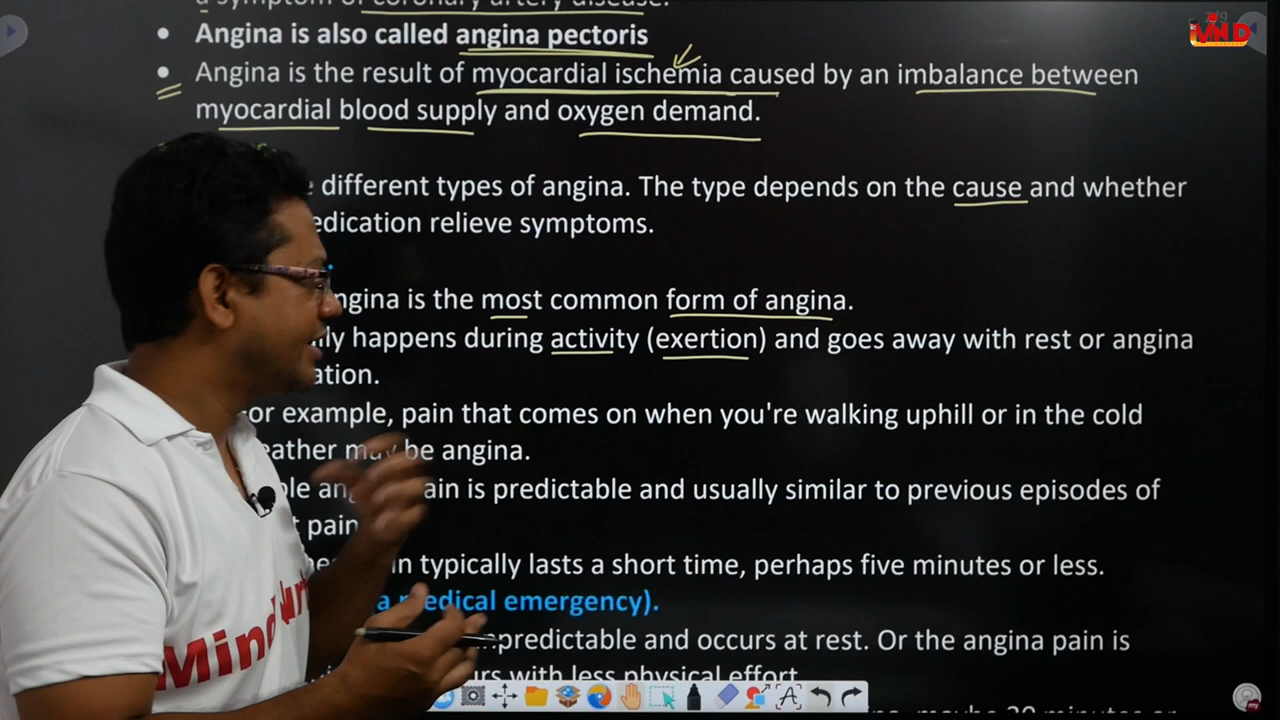 a symptom of coronary artery disease.
• Angina is also called angina pectoris
• Angina is the result of myocardial ischemia caused by an imbalance between
myocardial blood supply and oxygen demand.
different types of angina. The type depends on the cause and whether
edication relieve symptoms.
ngina is the most common form of angina.
lly happens during activity (exertion) and goes away with rest or angina
ation.
or example, pain that comes on when you're walking uphill or in the cold
eather may be angina.
ble ang ain is predictable and usually similar to previous episodes of
t pain
n typically lasts a short time, perhaps five minutes or less.
a medical emergency).
npredictable and occurs at rest. Or the angina pain is
urs with less physical effort
Mind
my